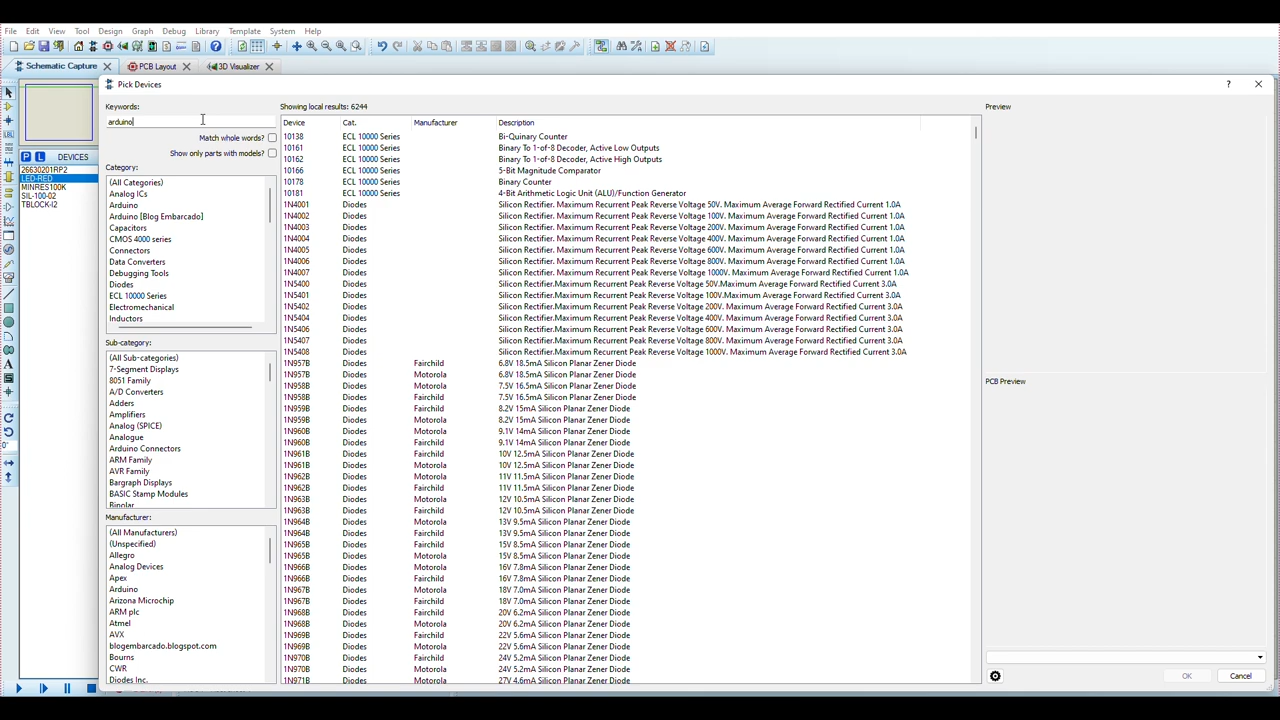 File Edit View Tool Design Graph Debug Library Template System Help
Schematic Capture PCB Layout 3D Visualizer
Pick Devices ?
Keywords:
arduino
Match whole words?
Show only parts with models?
P L DEVICES
26630201RP2
LED-RED
MINRES100K
SIL-100-02
TBLOCK-I2
0°
Category:
(All Categories)
Analog ICs
Arduino
Arduino [Blog Embarcado]
Capacitors
CMOS 4000 series
Connectors
Data Converters
Debugging Tools
Diodes
ECL 10000 Series
Electromechanical
Inductors
Sub-category:
(All Sub-categories)
7-Segment Displays
8051 Family
A/D Converters
Adders
Amplifiers
Analog (SPICE)
Analogue
Arduino Connectors
ARM Family
AVR Family
Bargraph Displays
BASIC Stamp Modules
Bipolar
Manufacturer:
(All Manufacturers)
(Unspecified)
Allegro
Analog Devices
Apex
Arduino
Arizona Microchip
ARM plc
Atmel
AVX
blogembarcado.blogspot.com
Bourns
CWR
Diodes Inc.
Showing local results: 6244
Device Cat. Manufacturer Description
10138 ECL 10000 Series Bi-Quinary Counter
10161 ECL 10000 Series Binary To 1-of-8 Decoder, Active Low Outputs
10162 ECL 10000 Series Binary To 1-of-8 Decoder, Active High Outputs
10166 ECL 10000 Series 5-Bit Magnitude Comparator
10178 ECL 10000 Series Binary Counter
10181 ECL 10000 Series 4-Bit Arithmetic Logic Unit (ALU)/Function Generator
1N4001 Diodes Silicon Rectifier. Maximum Recurrent Peak Reverse Voltage 50V. Maximum Average Forward Rectified Current 1.0A
1N4002 Diodes Silicon Rectifier. Maximum Recurrent Peak Reverse Voltage 100V. Maximum Average Forward Rectified Current 1.0A
1N4003 Diodes Silicon Rectifier. Maximum Recurrent Peak Reverse Voltage 200V. Maximum Average Forward Rectified Current 1.0A
1N4004 Diodes Silicon Rectifier. Maximum Recurrent Peak Reverse Voltage 400V. Maximum Average Forward Rectified Current 1.0A
1N4005 Diodes Silicon Rectifier. Maximum Recurrent Peak Reverse Voltage 600V. Maximum Average Forward Rectified Current 1.0A
1N4006 Diodes Silicon Rectifier. Maximum Recurrent Peak Reverse Voltage 800V. Maximum Average Forward Rectified Current 1.0A
1N4007 Diodes Silicon Rectifier. Maximum Recurrent Peak Reverse Voltage 1000V. Maximum Average Forward Rectified Current 1.0A
1N5400 Diodes Silicon Rectifier.Maximum Recurrent Peak Reverse Voltage 50V.Maximum Average Forward Rectified Current 3.0A
1N5401 Diodes Silicon Rectifier.Maximum Recurrent Peak Reverse Voltage 100V.Maximum Average Forward Rectified Current 3.0A
1N5402 Diodes Silicon Rectifier.Maximum Recurrent Peak Reverse Voltage 200V. Maximum Average Forward Rectified Current 3.0A
1N5404 Diodes Silicon Rectifier.Maximum Recurrent Peak Reverse Voltage 400V. Maximum Average Forward Rectified Current 3.0A
1N5406 Diodes Silicon Rectifier.Maximum Recurrent Peak Reverse Voltage 600V. Maximum Average Forward Rectified Current 3.0A
1N5407 Diodes Silicon Rectifier.Maximum Recurrent Peak Reverse Voltage 800V. Maximum Average Forward Rectified Current 3.0A
1N5408 Diodes Silicon Rectifier.Maximum Recurrent Peak Reverse Voltage 1000V. Maximum Average Forward Rectified Current 3.0A
1N957B Diodes Fairchild 6.8V 18.5mA Silicon Planar Zener Diode
1N957B Diodes Motorola 6.8V 18.5mA Silicon Planar Zener Diode
1N958B Diodes Motorola 7.5V 16.5mA Silicon Planar Zener Diode
1N958B Diodes Fairchild 7.5V 16.5mA Silicon Planar Zener Diode
1N959B Diodes Fairchild 8.2V 15mA Silicon Planar Zener Diode
1N959B Diodes Motorola 8.2V 15mA Silicon Planar Zener Diode
1N960B Diodes Motorola 9.1V 14mA Silicon Planar Zener Diode
1N960B Diodes Fairchild 9.1V 14mA Silicon Planar Zener Diode
1N961B Diodes Fairchild 10V 12.5mA Silicon Planar Zener Diode
1N961B Diodes Motorola 10V 12.5mA Silicon Planar Zener Diode
1N962B Diodes Motorola 11V 11.5mA Silicon Planar Zener Diode
1N962B Diodes Fairchild 11V 11.5mA Silicon Planar Zener Diode
1N963B Diodes Motorola 12V 10.5mA Silicon Planar Zener Diode
1N963B Diodes Fairchild 12V 10.5mA Silicon Planar Zener Diode
1N964B Diodes Motorola 13V 9.5mA Silicon Planar Zener Diode
1N964B Diodes Fairchild 13V 9.5mA Silicon Planar Zener Diode
1N965B Diodes Fairchild 15V 8.5mA Silicon Planar Zener Diode
1N965B Diodes Motorola 15V 8.5mA Silicon Planar Zener Diode
1N966B Diodes Motorola 16V 7.8mA Silicon Planar Zener Diode
1N966B Diodes Fairchild 16V 7.8mA Silicon Planar Zener Diode
1N967B Diodes Motorola 18V 7.0mA Silicon Planar Zener Diode
1N967B Diodes Fairchild 18V 7.0mA Silicon Planar Zener Diode
1N968B Diodes Fairchild 20V 6.2mA Silicon Planar Zener Diode
1N968B Diodes Motorola 20V 6.2mA Silicon Planar Zener Diode
1N969B Diodes Fairchild 22V 5.6mA Silicon Planar Zener Diode
1N969B Diodes Motorola 22V 5.6mA Silicon Planar Zener Diode
1N970B Diodes Fairchild 24V 5.2mA Silicon Planar Zener Diode
1N970B Diodes Motorola 24V 5.2mA Silicon Planar Zener Diode
1N971B Diodes Motorola 27V 4.6mA Silicon Planar Zener Diode
Preview
PCB Preview
OK Cancel